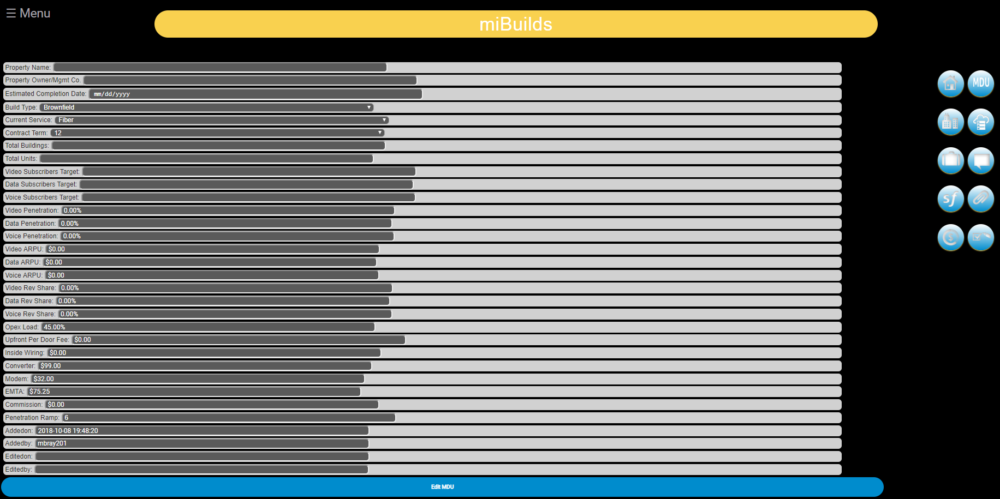 ☰ Menu
miBuilds
Property Name:
Property Owner/Mgmt Co.
Estimated Completion Date: mm/dd/yyyy
Build Type: Brownfield
Current Service: Fiber
Contract Term: 12
Total Buildings:
Total Units:
Video Subscribers Target:
Data Subscribers Target:
Voice Subscribers Target:
Video Penetration: 0.00%
Data Penetration: 0.00%
Voice Penetration: 0.00%
Video ARPU: $0.00
Data ARPU: $0.00
Voice ARPU: $0.00
Video Rev Share: 0.00%
Data Rev Share: 0.00%
Voice Rev Share: 0.00%
Opex Load: 45.00%
Upfront Per Door Fee: $0.00
Inside Wiring: $0.00
Converter: $99.00
Modem: $32.00
EMTA: $75.25
Commission: $0.00
Penetration Ramp: 6
Addedon: 2018-10-08 19:48:20
Addedby: mbray201
Editedon:
Editedby:
Edit MDU
MDU
sf
$